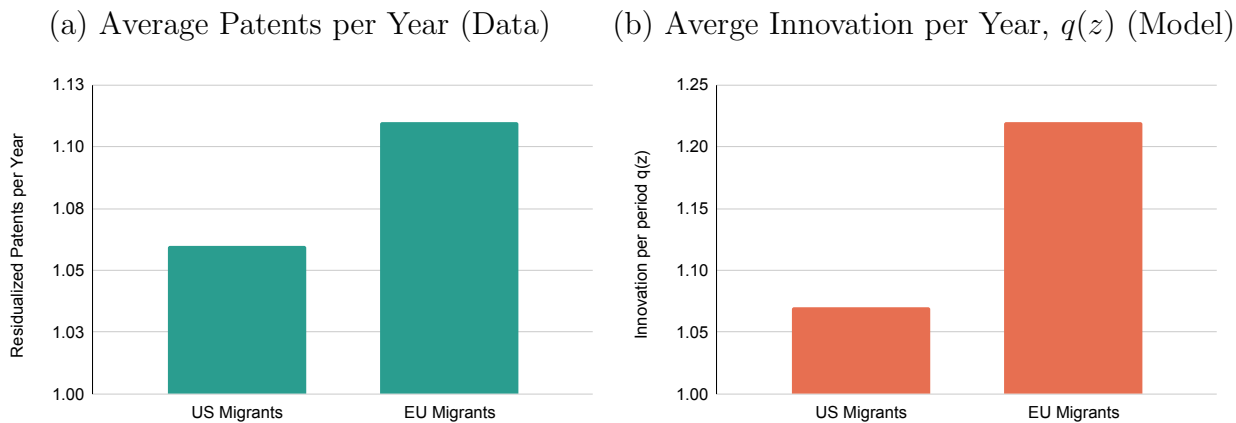 (a) Average Patents per Year (Data)
Residualized Patents per Year
1.13
1.10
1.08
1.05
1.03
1.00
US Migrants
EU Migrants
(b) Averge Innovation per Year, q(z) (Model)
Innovation per period q(z)
1.25
1.20
1.15
1.10
1.05
1.00
US Migrants
EU Migrants